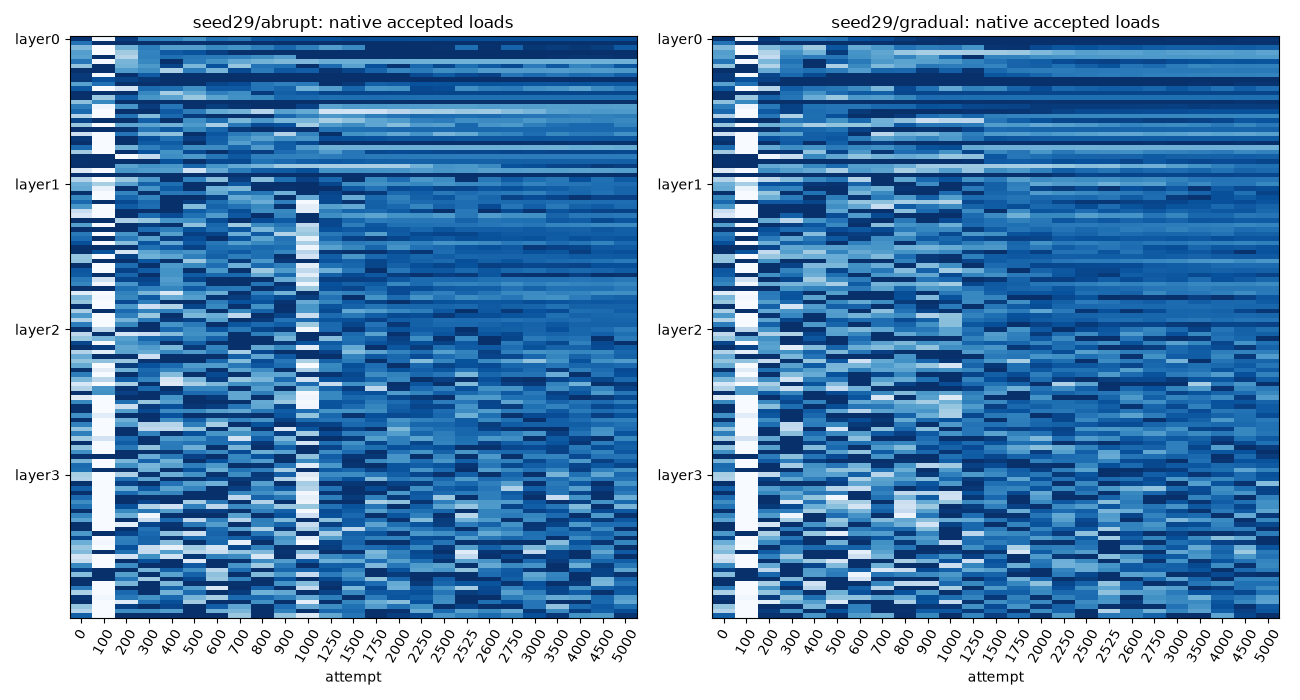 seed29/abrupt: native accepted loads
layer0
layer1
layer2
layer3
0 100 200 300 400 500 600 700 800 900 1000 1250 1500 1750 2000 2250 2500 2525 2600 2750 3000 3500 4000 4500 5000
attempt
seed29/gradual: native accepted loads
layer0
layer1
layer2
layer3
0 100 200 300 400 500 600 700 800 900 1000 1250 1500 1750 2000 2250 2500 2525 2600 2750 3000 3500 4000 4500 5000
attempt